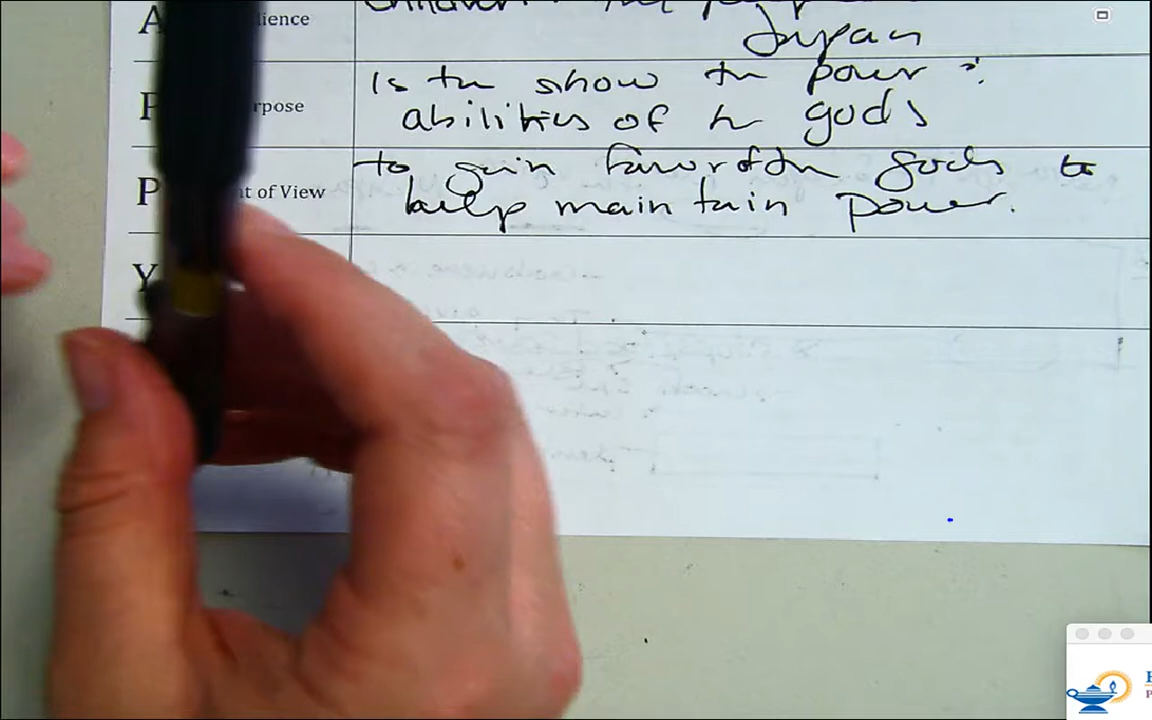 A
ience
Japan
is the show the power &
P
rpose
abilities of the gods
to gain favor of the gods to
P
t of View
help maintain power.
Y